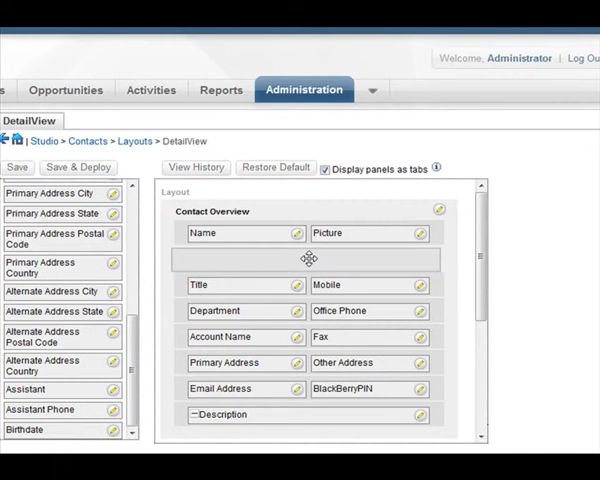 Welcome, Administrator | Log Ou
s Opportunities Activities Reports Administration
DetailView
Studio > Contacts > Layouts > DetailView
Save Save & Deploy View History Restore Default Display panels as tabs
Primary Address City
Primary Address State
Primary Address Postal
Code
Primary Address
Country
Alternate Address City
Alternate Address State
Alternate Address
Postal Code
Alternate Address
Country
Assistant
Assistant Phone
Birthdate
Layout
Contact Overview
Name Picture
Title Mobile
Department Office Phone
Account Name Fax
Primary Address Other Address
Email Address BlackBerryPIN
Description